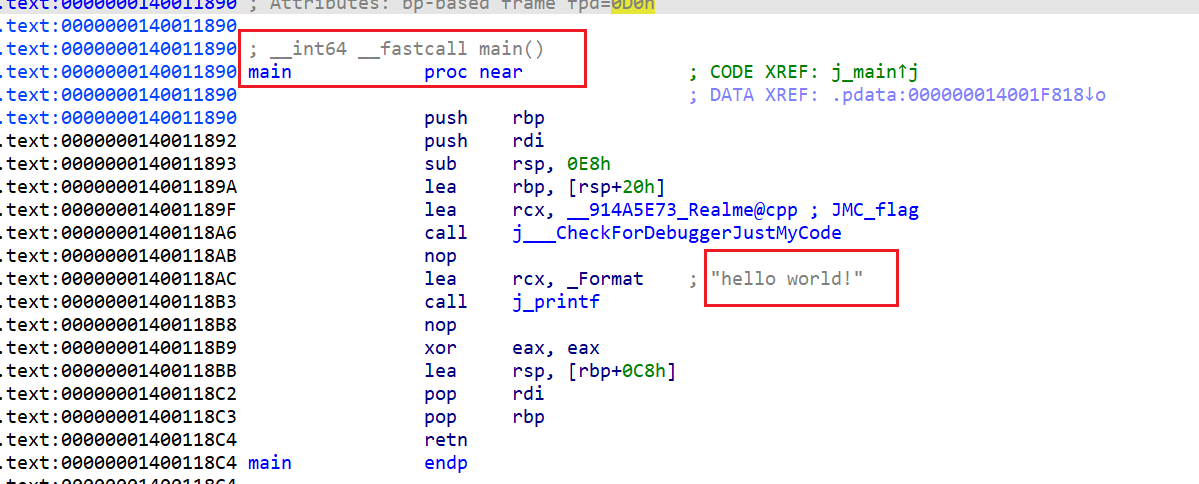 .text:0000000140011890 ; Attributes: bp-based frame fpd=0D0h
.text:0000000140011890
.text:0000000140011890 ; __int64 __fastcall main()
.text:0000000140011890 main proc near ; CODE XREF: j_main↑j
.text:0000000140011890 ; DATA XREF: .pdata:000000014001F818↓o
.text:0000000140011890 push rbp
.text:0000000140011892 push rdi
.text:0000000140011893 sub rsp, 0E8h
.text:000000014001189A lea rbp, [rsp+20h]
.text:000000014001189F lea rcx, __914A5E73_Realme@cpp ; JMC_flag
.text:00000001400118A6 call j___CheckForDebuggerJustMyCode
.text:00000001400118AB nop
.text:00000001400118AC lea rcx, _Format ; "hello world!"
.text:00000001400118B3 call j_printf
.text:00000001400118B8 nop
.text:00000001400118B9 xor eax, eax
.text:00000001400118BB lea rsp, [rbp+0C8h]
.text:00000001400118C2 pop rdi
.text:00000001400118C3 pop rbp
.text:00000001400118C4 retn
.text:00000001400118C4 main endp
.text:00000001400118C4